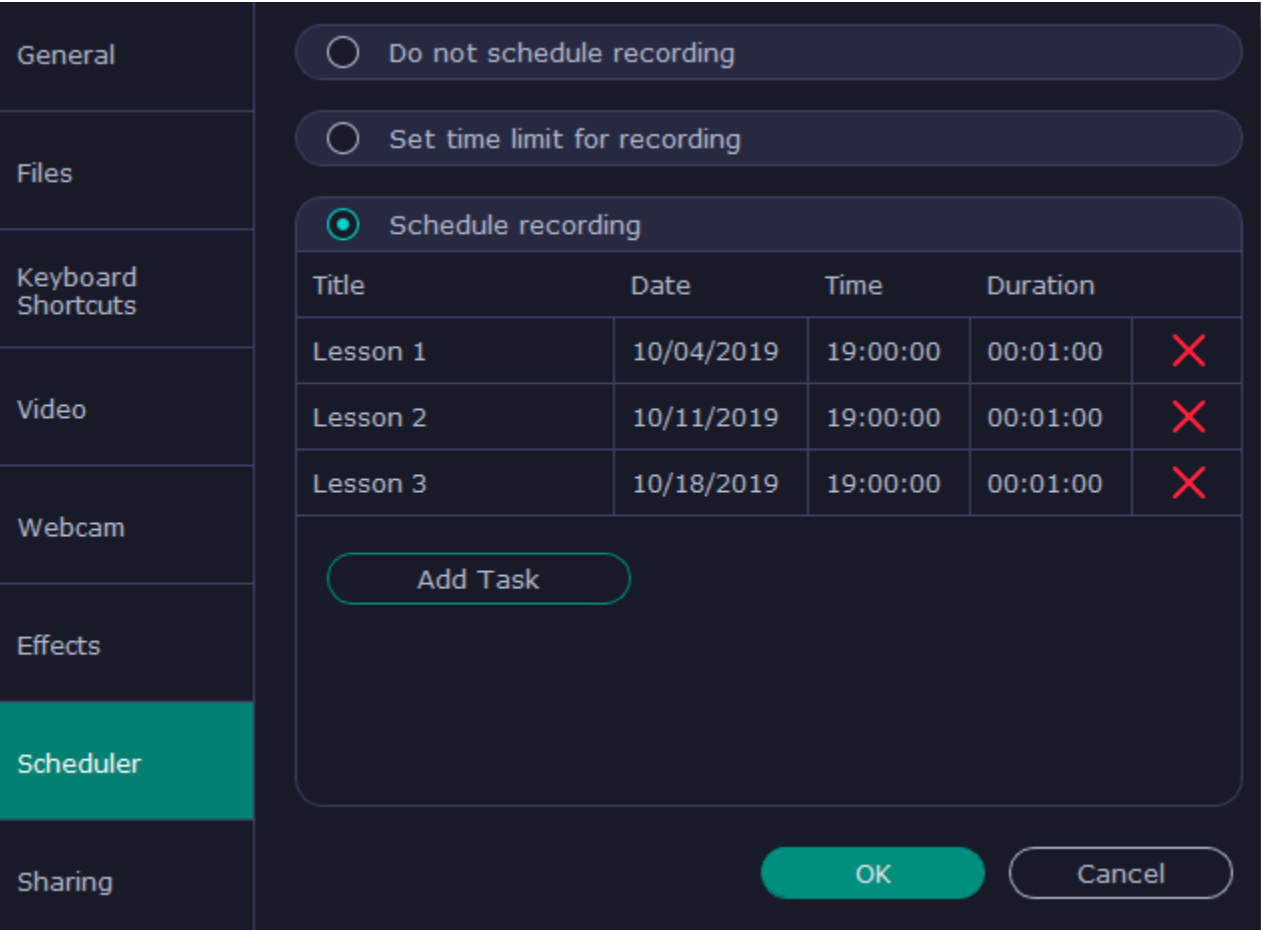 General
Files
Keyboard
Shortcuts
Video
Webcam
Effects
Scheduler
Sharing
Do not schedule recording
Set time limit for recording
Schedule recording
Title Date Time Duration
Lesson 1 10/04/2019 19:00:00 00:01:00
Lesson 2 10/11/2019 19:00:00 00:01:00
Lesson 3 10/18/2019 19:00:00 00:01:00
Add Task
OK Cancel